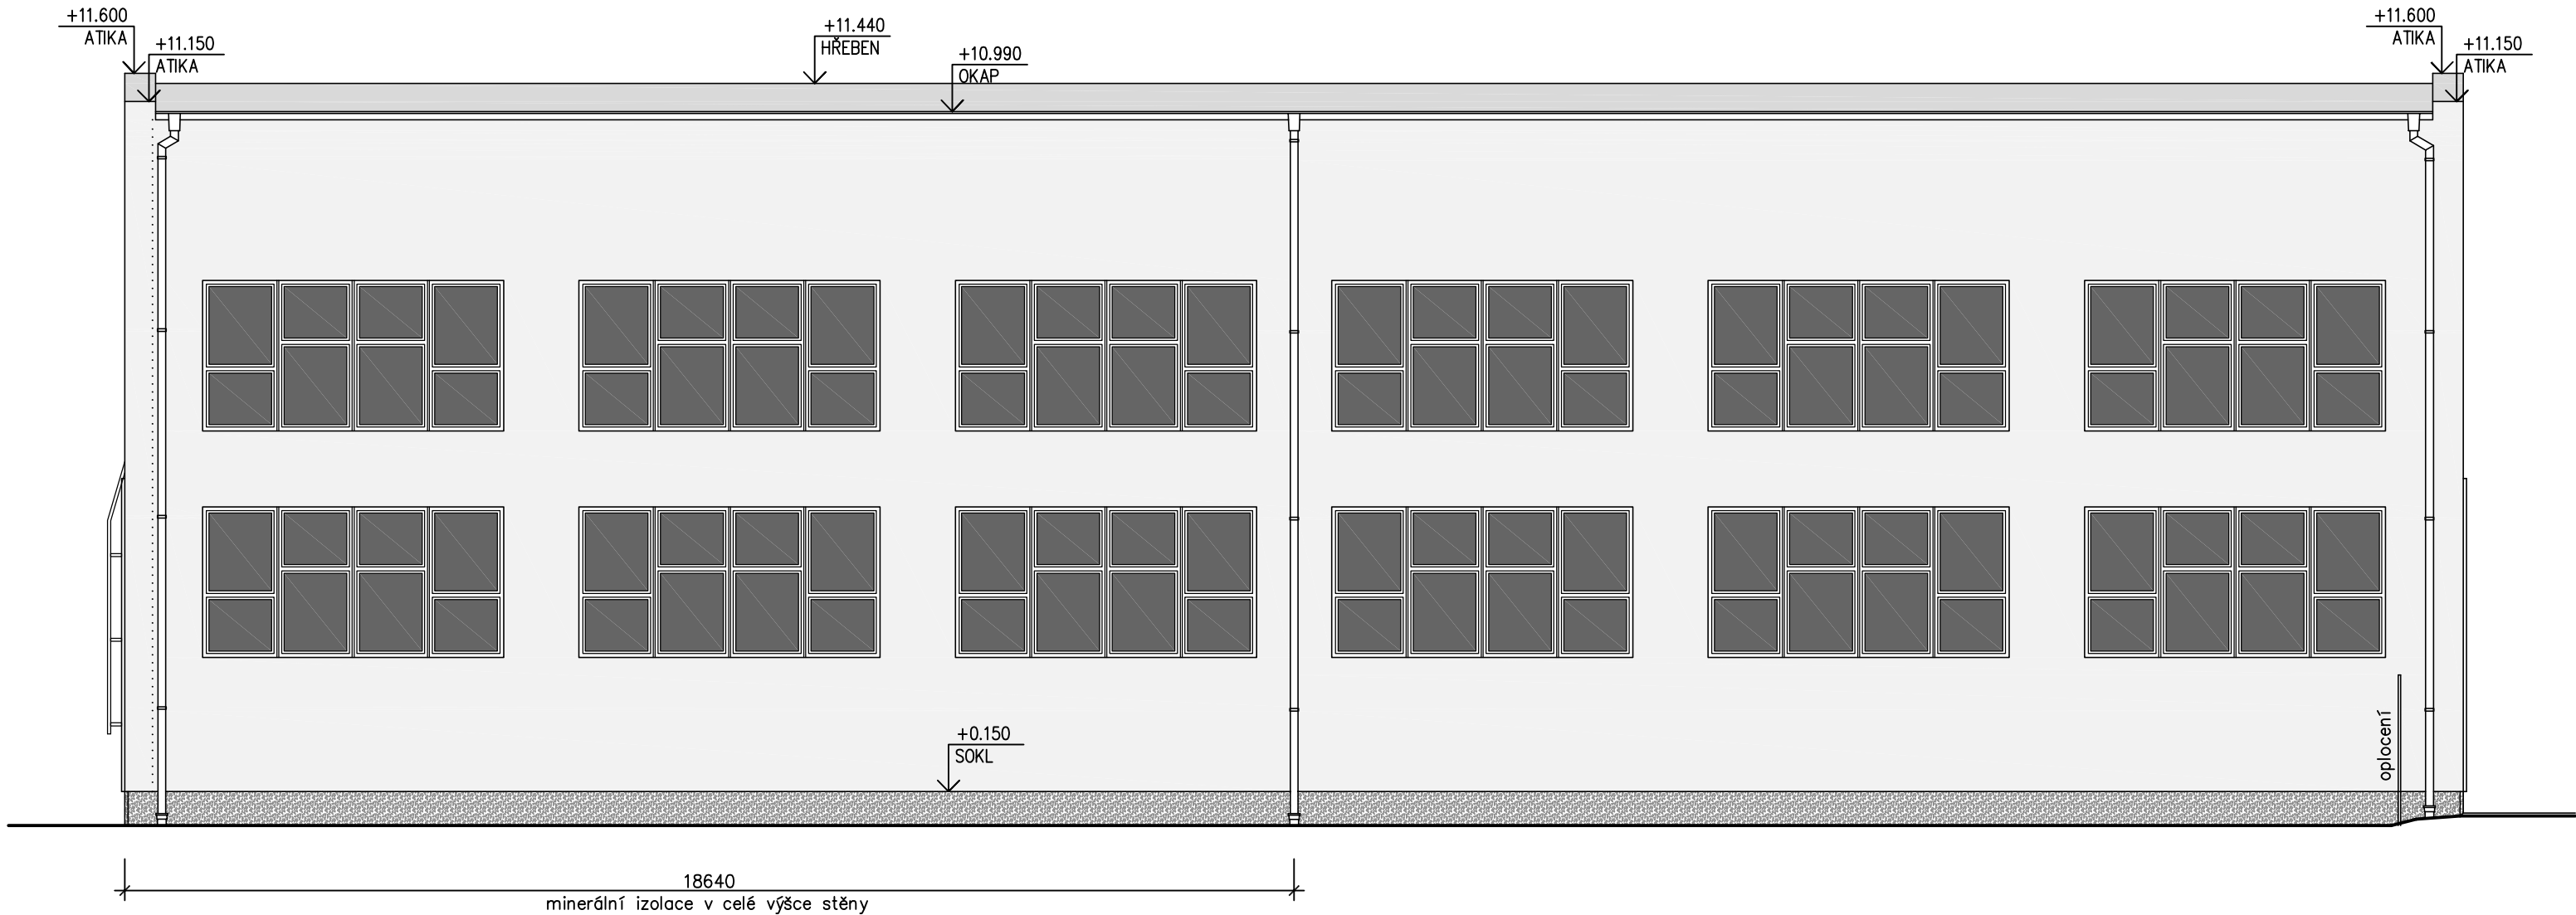 +11.600
ATIKA
+11.150
ATIKA
+11.440
HŘEBEN
+10.990
OKAP
+11.600
ATIKA
+11.150
ATIKA
+0.150
SOKL
oplocení
18640
minerální izolace v celé výšce stěny